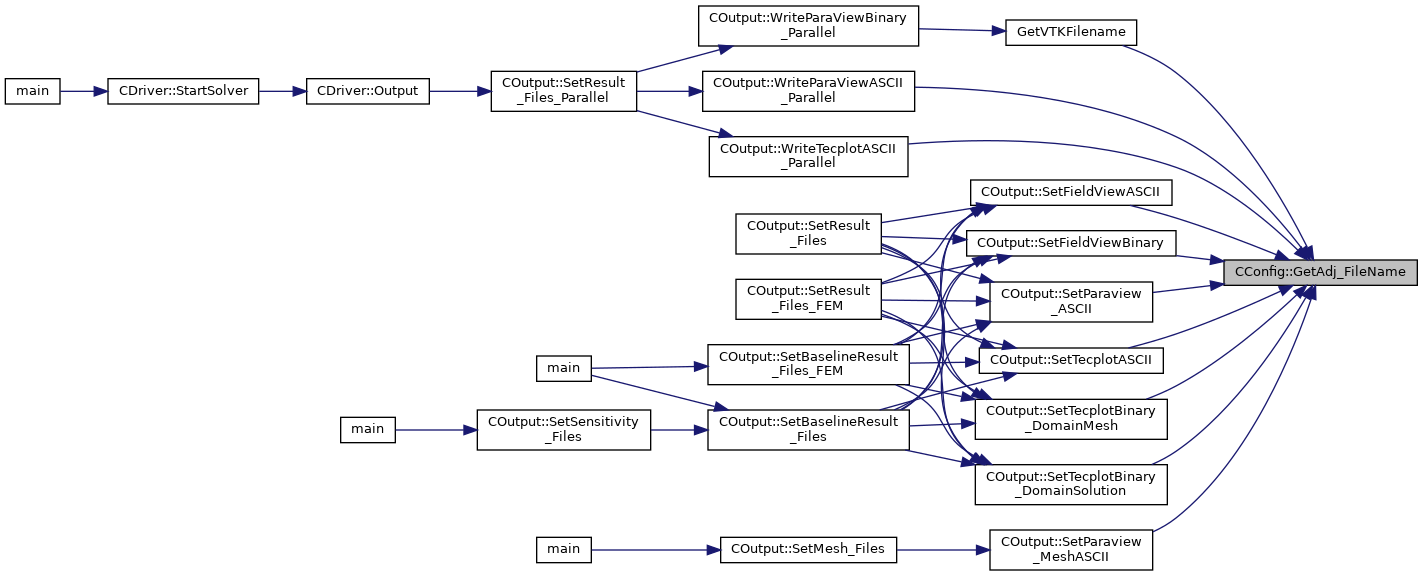 COutput::WriteParaViewBinary
_Parallel
GetVTKFilename
main
CDriver::StartSolver
CDriver::Output
COutput::SetResult
_Files_Parallel
COutput::WriteParaViewASCII
_Parallel
COutput::WriteTecplotASCII
_Parallel
COutput::SetFieldViewASCII
COutput::SetResult
_Files
COutput::SetFieldViewBinary
CConfig::GetAdj_FileName
COutput::SetResult
_Files_FEM
COutput::SetParaview
_ASCII
main
COutput::SetBaselineResult
_Files_FEM
COutput::SetTecplotASCII
main
COutput::SetSensitivity
_Files
COutput::SetBaselineResult
_Files
COutput::SetTecplotBinary
_DomainMesh
COutput::SetTecplotBinary
_DomainSolution
main
COutput::SetMesh_Files
COutput::SetParaview
_MeshASCII